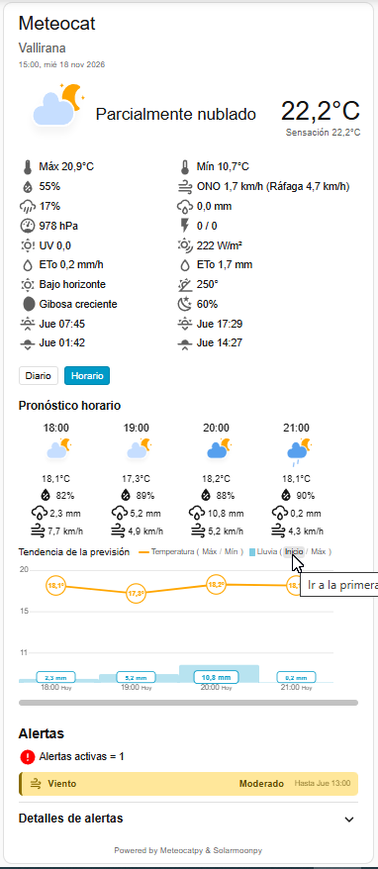 Meteocat
Vallirana
15:00, mié 18 nov 2026
Parcialmente nublado
22,2°C
Sensación 22,2°C
Máx 20,9°C Mín 10,7°C
55% ONO 1,7 km/h (Ráfaga 4,7 km/h)
17% 0,0 mm
978 hPa 0 / 0
UV 0,0 222 W/m²
ETo 0,2 mm/h ETo 1,7 mm
Bajo horizonte 250°
Gibosa creciente 60%
Jue 07:45 Jue 17:29
Jue 01:42 Jue 14:27
Diario Horario
Pronóstico horario
18:00 19:00 20:00 21:00
18,1°C 17,3°C 18,2°C 18,1°C
82% 89% 88% 90%
2,3 mm 5,2 mm 10,8 mm 0,2 mm
7,7 km/h 4,9 km/h 5,2 km/h 4,3 km/h
Tendencia de la previsión Temperatura ( Máx / Mín ) Lluvia ( Inicio / Máx )
Ir a la primera
20
18,1° 17,3° 18,2° 18,
15
11
2,3 mm 5,2 mm 10,8 mm 0,2 mm
18:00 Hoy 19:00 Hoy 20:00 Hoy 21:00 Hoy
Alertas
Alertas activas = 1
Viento Moderado Hasta Jue 13:00
Detalles de alertas
Powered by Meteocatpy & Solarmoonpy